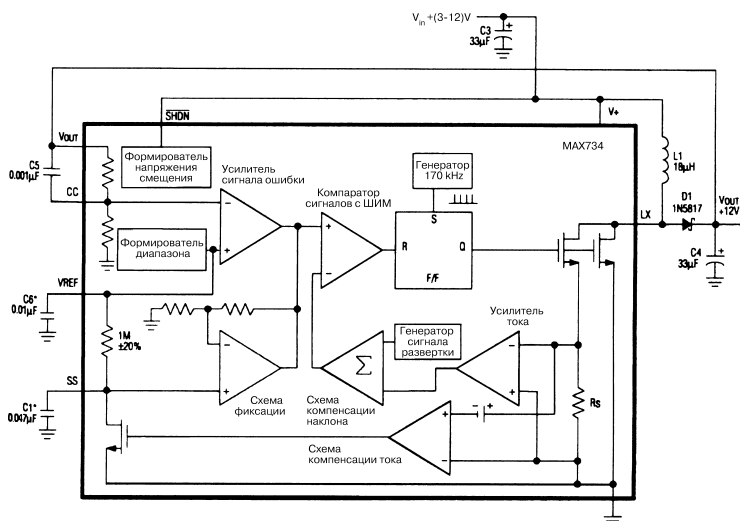 Vin +(3-12)V
C3
33µF
SHDN
V+
VOUT
MAX734
Формирователь
напряжения
смещения
Усилитель
сигнала ошибки
Генератор
170 kHz
L1
18µH
C5
0.001µF
CC
Компаратор
сигналов с ШИМ
D1
1N5817
VOUT
+12V
LX
S
R
Q
F/F
Формирователь
диапазона
C4
33µF
VREF
C6*
0.01µF
1M
±20%
Генератор
сигнала
развертки
Усилитель
тока
Σ
SS
C1*
0.047µF
Схема
фиксации
Схема
компенсации
наклона
RS
Схема
компенсации тока